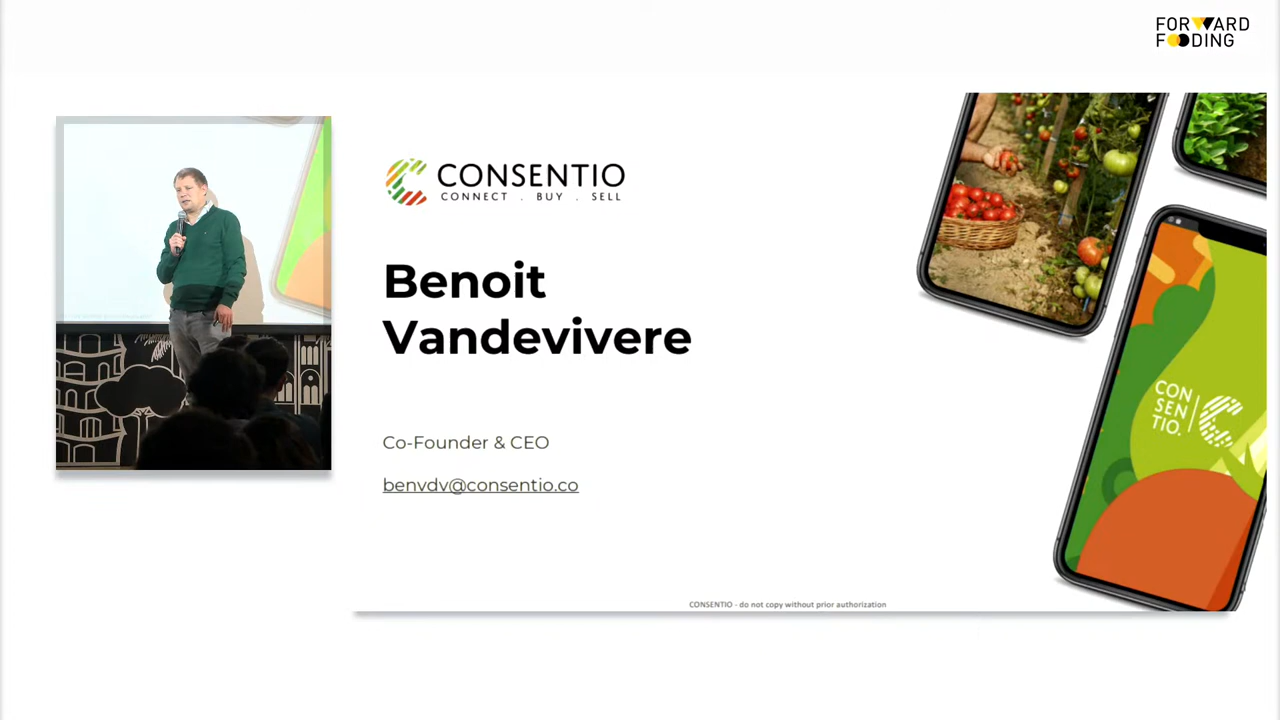 FORWARD
FOODING
CONSENTIO
CONNECT . BUY . SELL
Benoit
Vandevivere
Co-Founder & CEO
benvdv@consentio.co
CON
SEN
TIO.
CONSENTIO - do not copy without prior authorization